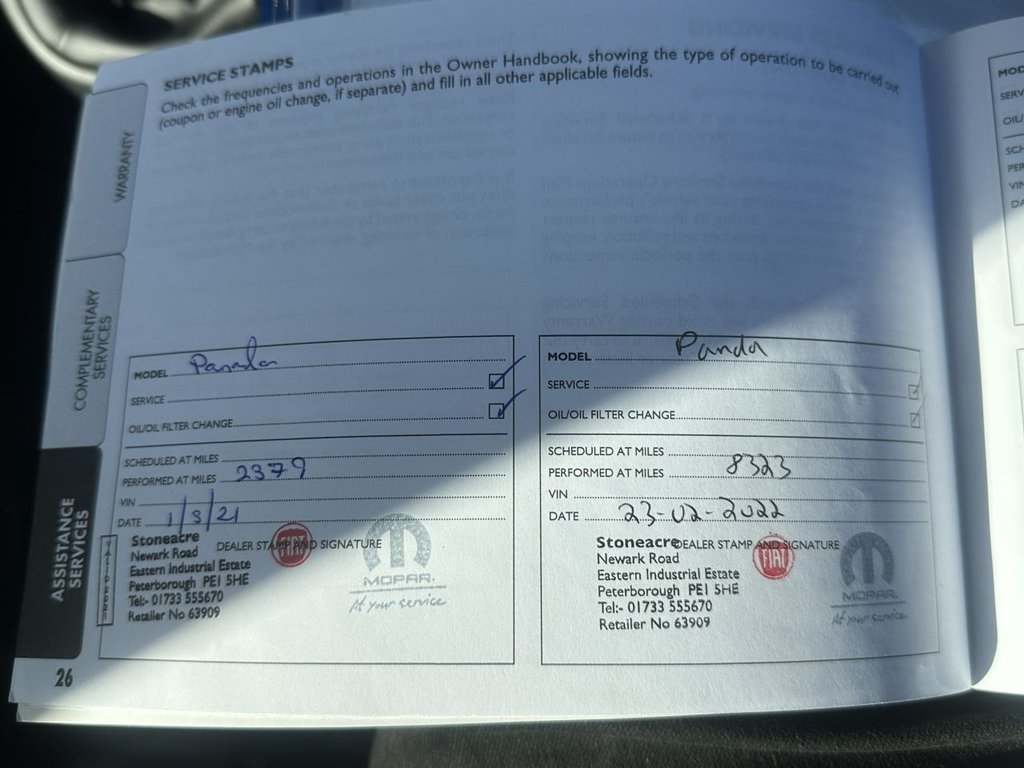 SERVICE STAMPS
Check the frequencies and operations in the Owner Handbook, showing the type of operation to be carried out
(coupon or engine oil change, if separate) and fill in all other applicable fields.
WARRANTY
COMPLEMENTARY
SERVICES
ASSISTANCE
SERVICES
26
MODEL Panda
SERVICE
OIL/OIL FILTER CHANGE
SCHEDULED AT MILES
PERFORMED AT MILES 2379
VIN
DATE 1/3/21
DEALER STAMP AND SIGNATURE
Stoneacre
Newark Road
Eastern Industrial Estate
Peterborough PE1 5HE
Tel:- 01733 555670
Retailer No 63909
FIAT
MOPAR.
At your service
MODEL Panda
SERVICE
OIL/OIL FILTER CHANGE
SCHEDULED AT MILES
PERFORMED AT MILES 8323
VIN
DATE 23-02-2022
DEALER STAMP AND SIGNATURE
Stoneacre
Newark Road
Eastern Industrial Estate
Peterborough PE1 5HE
Tel:- 01733 555670
Retailer No 63909
FIAT
MOPAR.
At your service